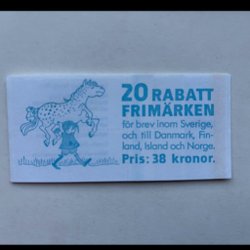 20 RABATT
FRIMÄRKEN
för brev inom Sverige,
och till Danmark, Fin-
land, Island och Norge.
Pris: 38 kronor.